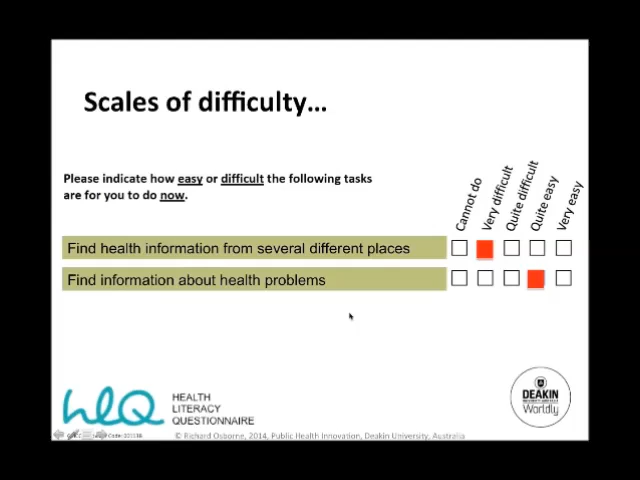 Scales of difficulty...
Please indicate how easy or difficult the following tasks
are for you to do now.
Cannot do
Very difficult
Quite difficult
Quite easy
Very easy
Find health information from several different places
Find information about health problems
hLQ
HEALTH
LITERACY
QUESTIONNAIRE
DEAKIN
Worldly
© Richard Osborne, 2014, Public Health Innovation, Deakin University, Australia